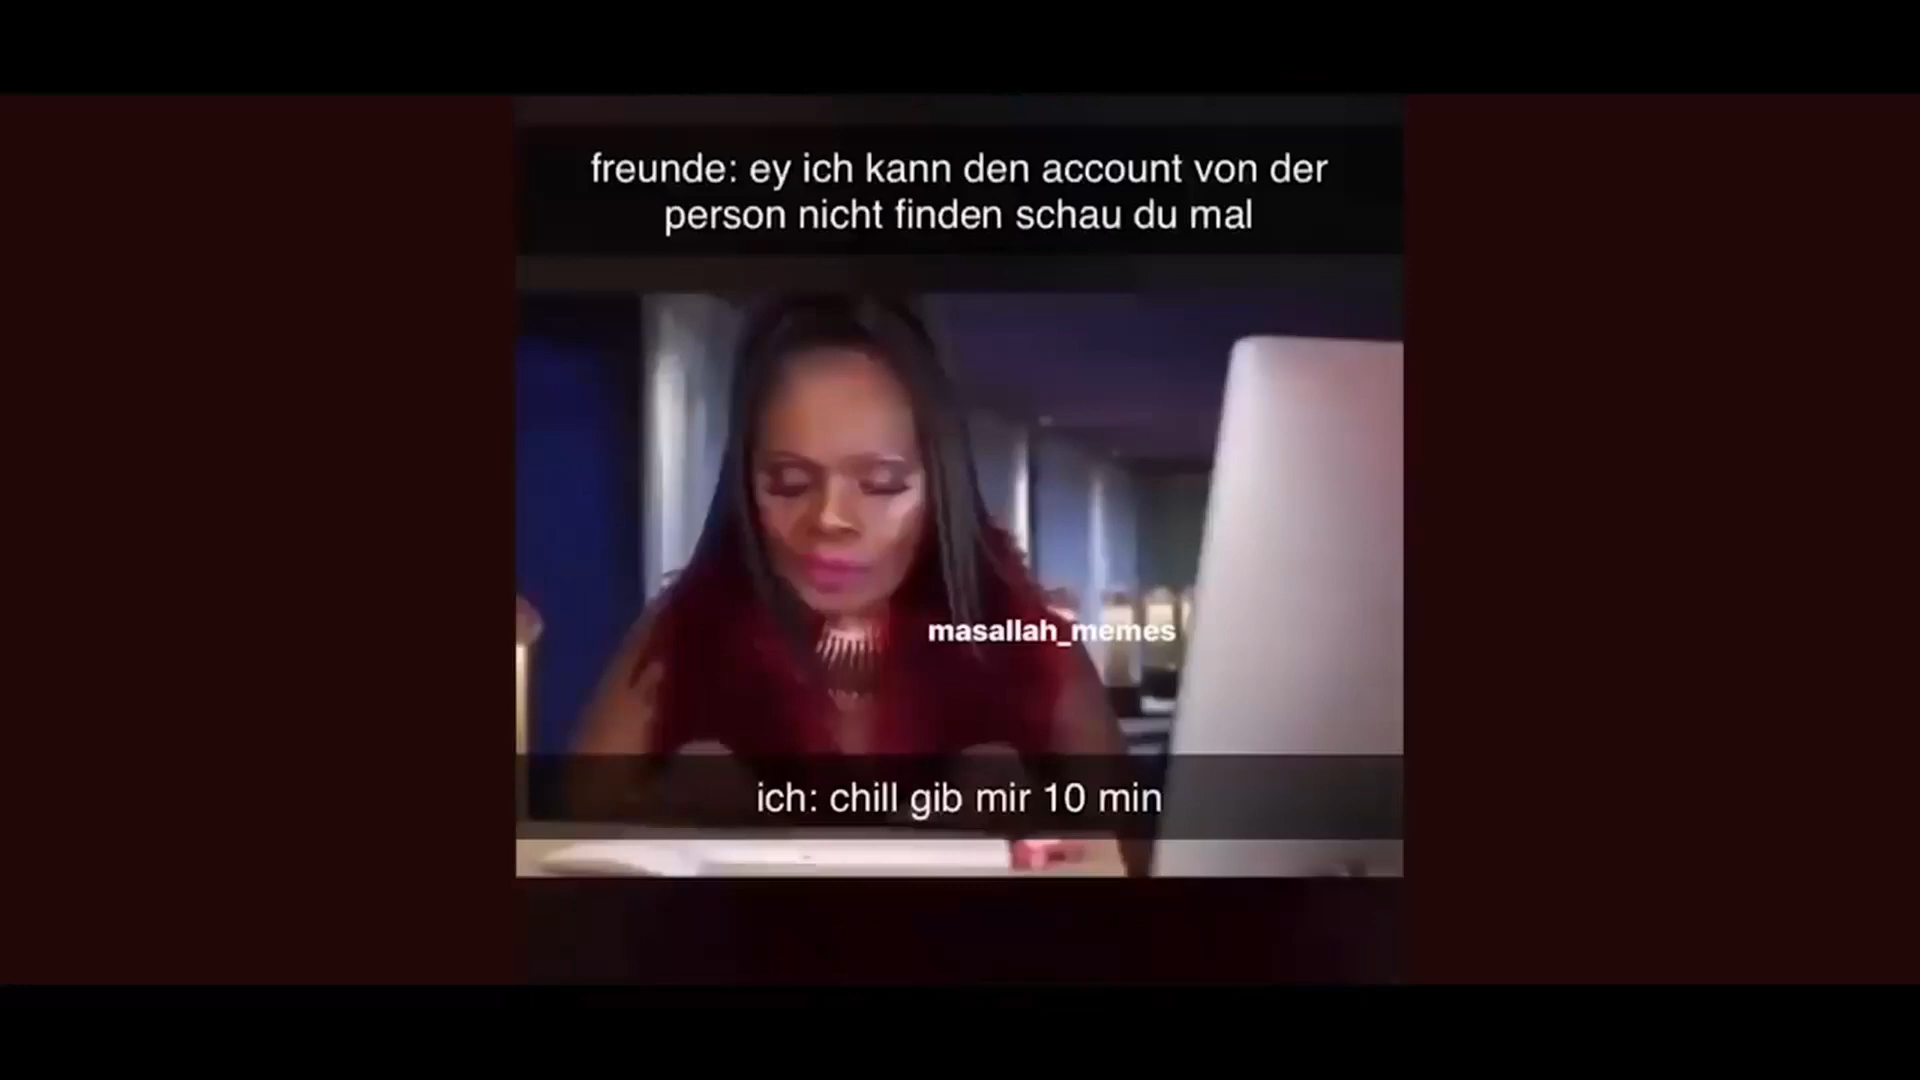 freunde: ey ich kann den account von der
person nicht finden schau du mal
masallah_memes
ich: chill gib mir 10 min